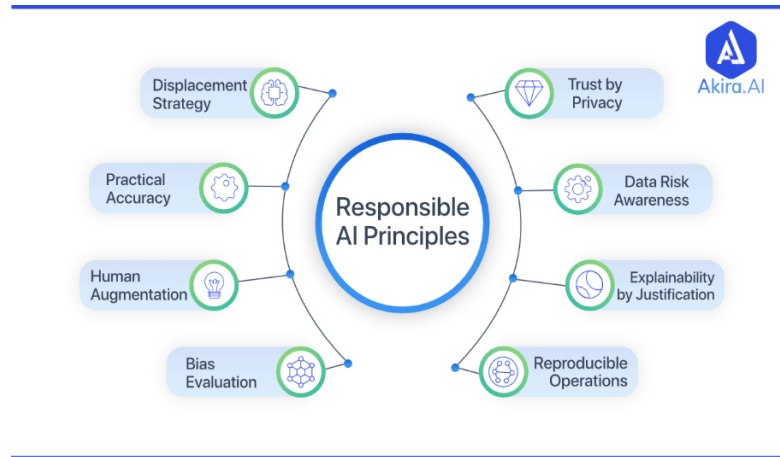 Akira.AI
Displacement
Strategy
Practical
Accuracy
Human
Augmentation
Bias
Evaluation
Responsible
AI Principles
Trust by
Privacy
Data Risk
Awareness
Explainability
by Justification
Reproducible
Operations